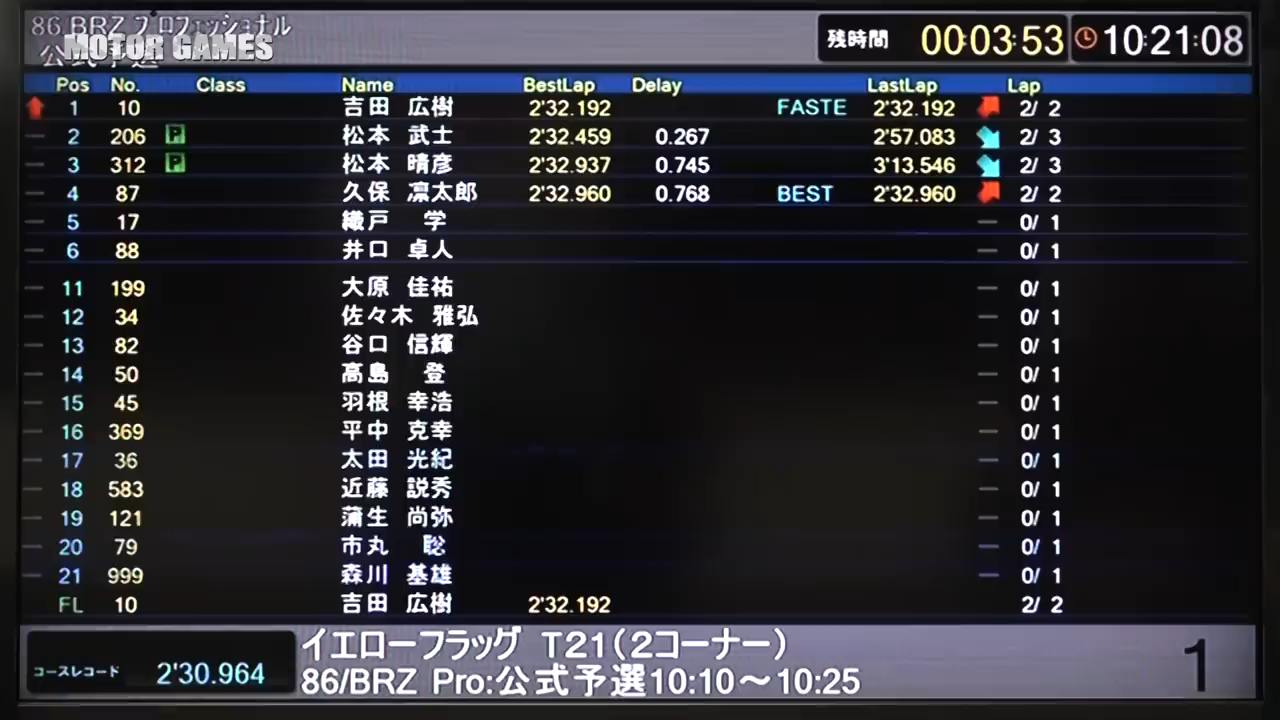 86/BRZ プロフェッショナル
公式予選
MOTOR GAMES
残時間 00:03:53 10:21:08
Pos No. Class Name BestLap Delay LastLap Lap
1 10 吉田 広樹 2'32.192 FASTE 2'32.192 2/ 2
2 206 P 松本 武士 2'32.459 0.267 2'57.083 2/ 3
3 312 P 松本 晴彦 2'32.937 0.745 3'13.546 2/ 3
4 87 久保 凛太郎 2'32.960 0.768 BEST 2'32.960 2/ 2
5 17 織戸 学 0/ 1
6 88 井口 卓人 0/ 1
11 199 大原 佳祐 0/ 1
12 34 佐々木 雅弘 0/ 1
13 82 谷口 信輝 0/ 1
14 50 高島 登 0/ 1
15 45 羽根 幸浩 0/ 1
16 369 平中 克幸 0/ 1
17 36 太田 光紀 0/ 1
18 583 近藤 説秀 0/ 1
19 121 蒲生 尚弥 0/ 1
20 79 市丸 聡 0/ 1
21 999 森川 基雄 0/ 1
FL 10 吉田 広樹 2'32.192 2/ 2
コースレコード 2'30.964
イエローフラッグ T21(2コーナー)
86/BRZ Pro:公式予選10:10～10:25
1